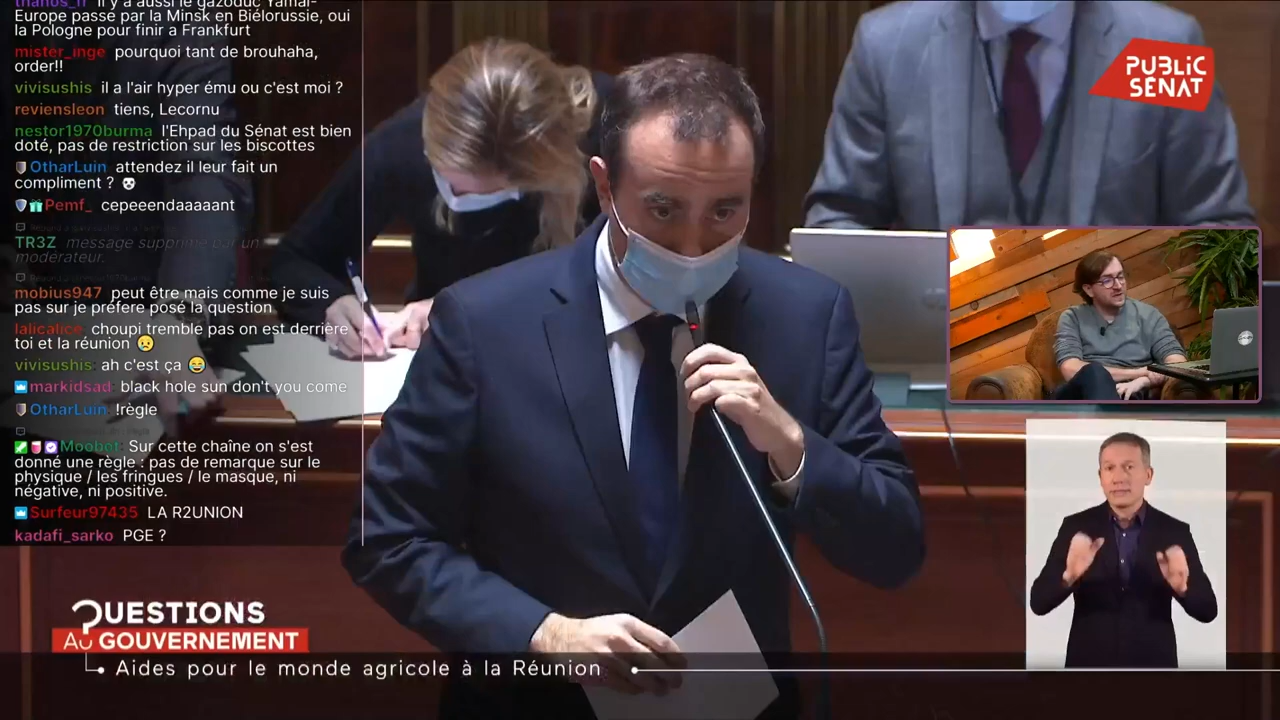 thanos_fr il y a aussi le gazoduc Yamal-
Europe passe par la Minsk en Biélorussie, oui
la Pologne pour finir a Frankfurt
mister_inge pourquoi tant de brouhaha,
order!!
vivisushis il a l'air hyper ému ou c'est moi ?
reviensleon tiens, Lecornu
nestor1970burma l'Ehpad du Sénat est bien
doté, pas de restriction sur les biscottes
OtharLuin attendez il leur fait un
compliment ?
Pemf_ cepeeendaaaaant
TR3Z message supprimé par un
modérateur.
mobius947 peut être mais comme je suis
pas sur je préfère posé la question
lalicalice choupi tremble pas on est derrière
toi et la réunion 😥
vivisushis ah c'est ça 😂
markidsad black hole sun don't you come
OtharLuin !règle
Moobot: Sur cette chaîne on s'est
donné une règle : pas de remarque sur le
physique / les fringues / le masque, ni
négative, ni positive.
Surfeur97435 LA R2UNION
kadafi_sarko PGE ?
PUBLIC
SÉNAT
QUESTIONS
AU GOUVERNEMENT
Aides pour le monde agricole à la Réunion